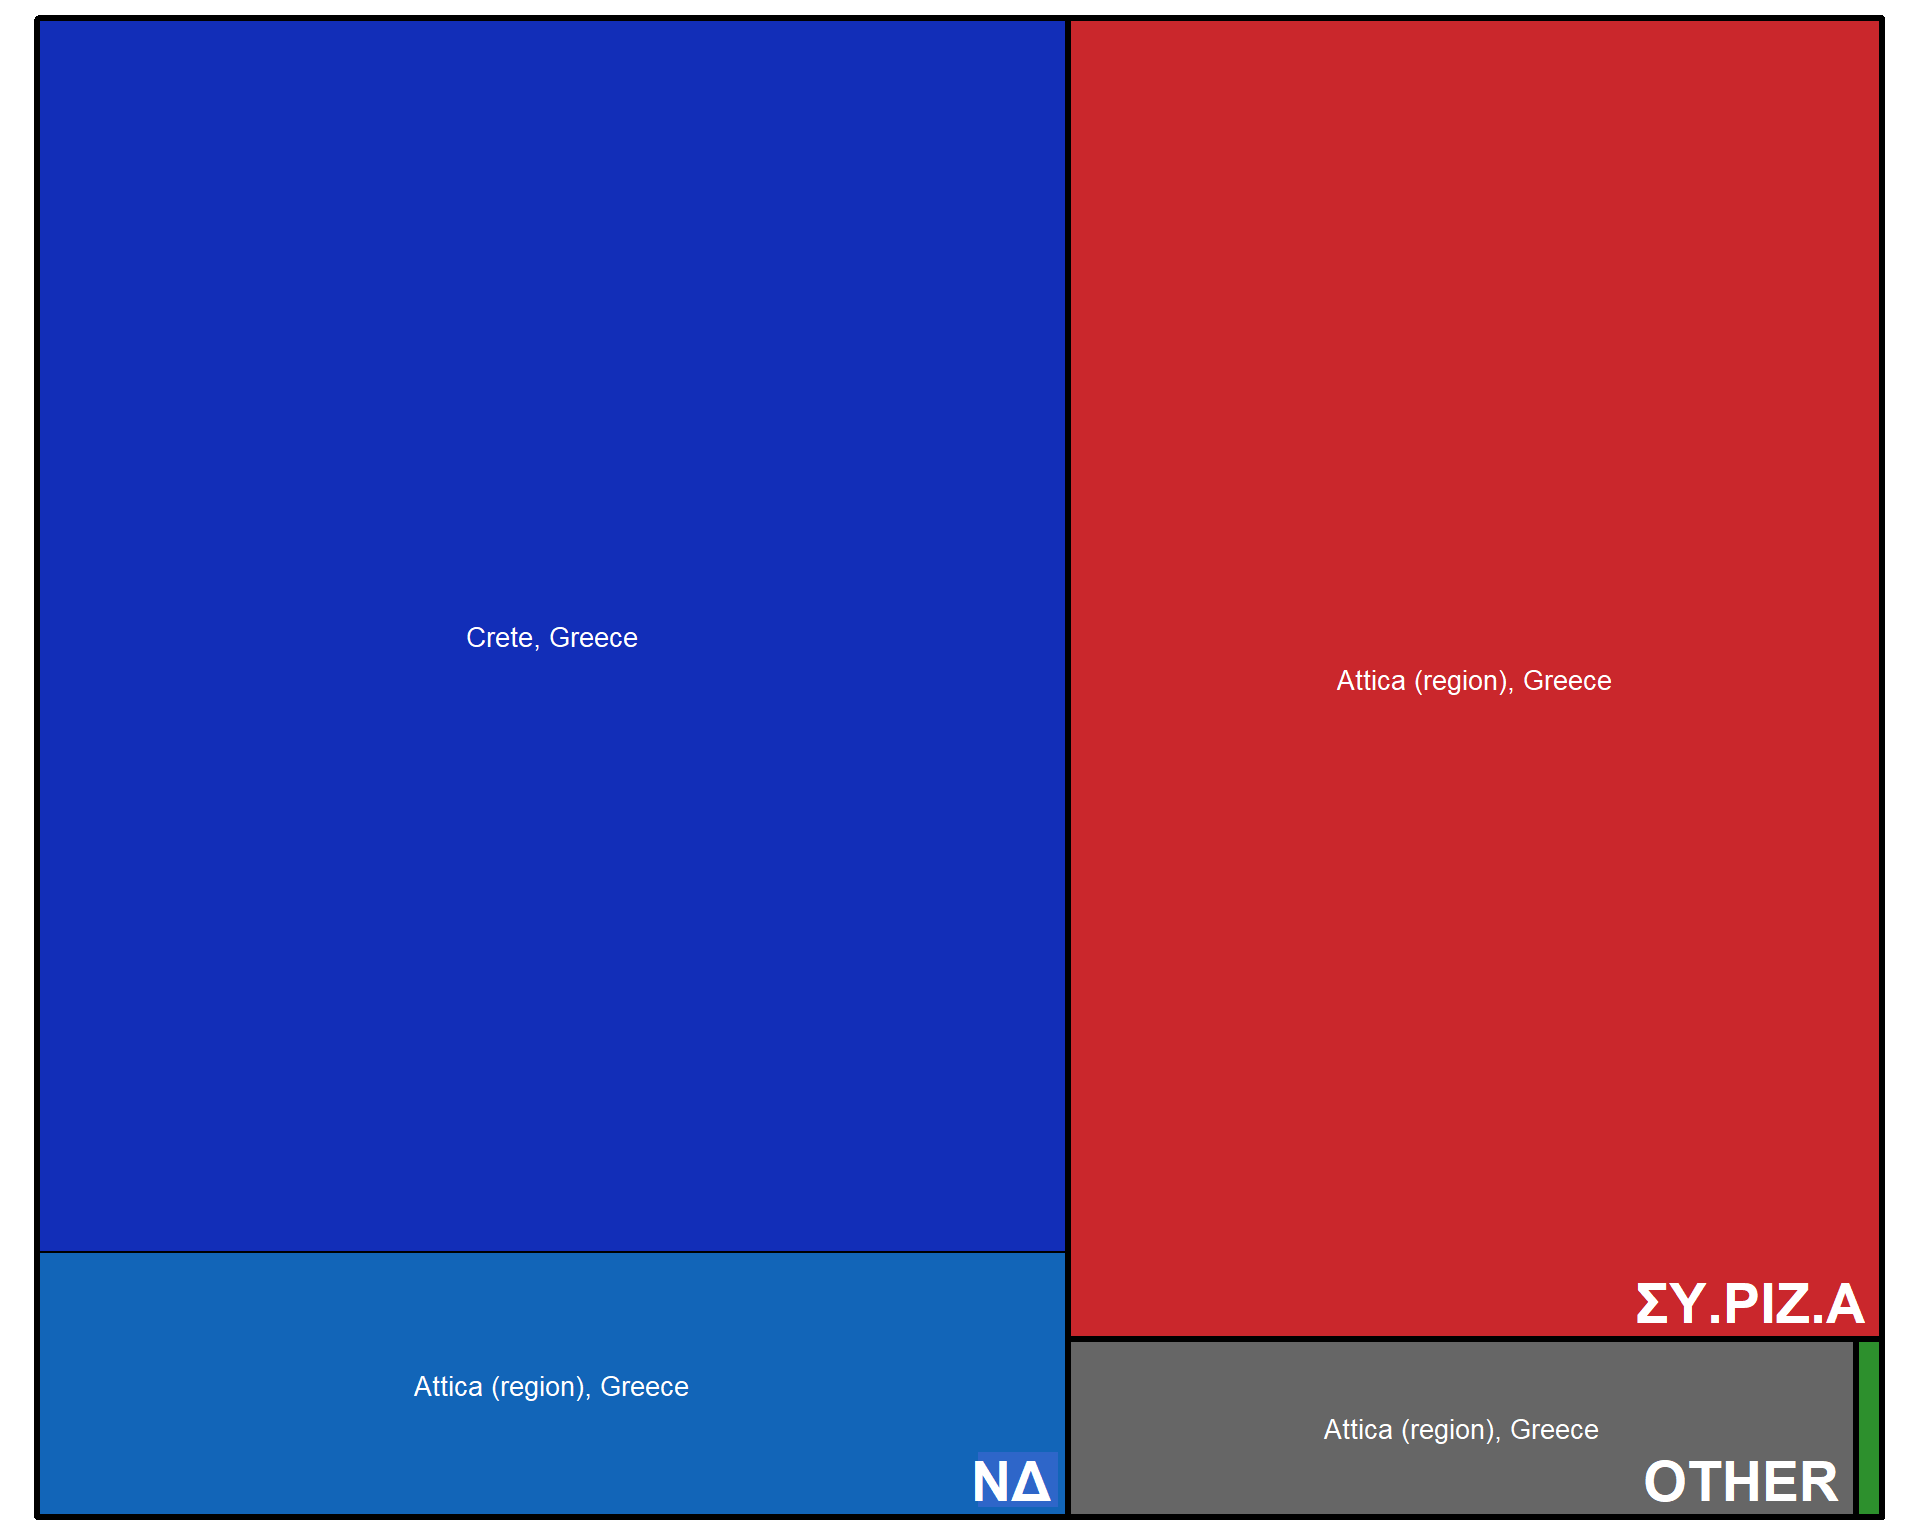 Crete, Greece
Attica (region), Greece
ΝΔ
Attica (region), Greece
ΣΥ.ΡΙΖ.Α
Attica (region), Greece
OTHER